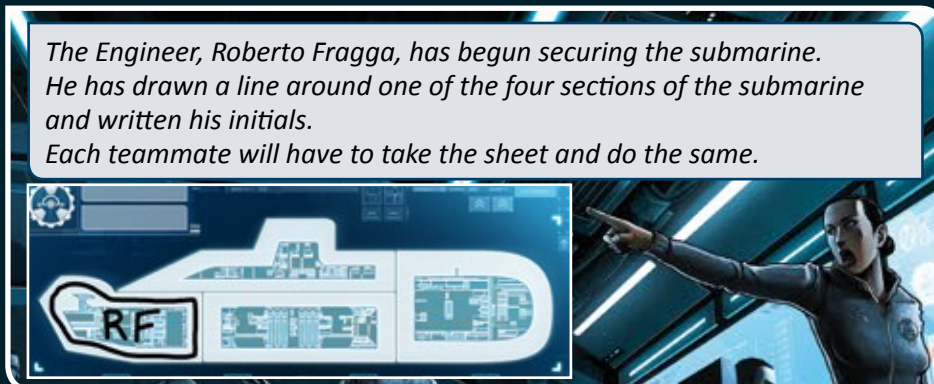 The Engineer, Roberto Fragga, has begun securing the submarine.
He has drawn a line around one of the four sections of the submarine
and written his initials.
Each teammate will have to take the sheet and do the same.
RF